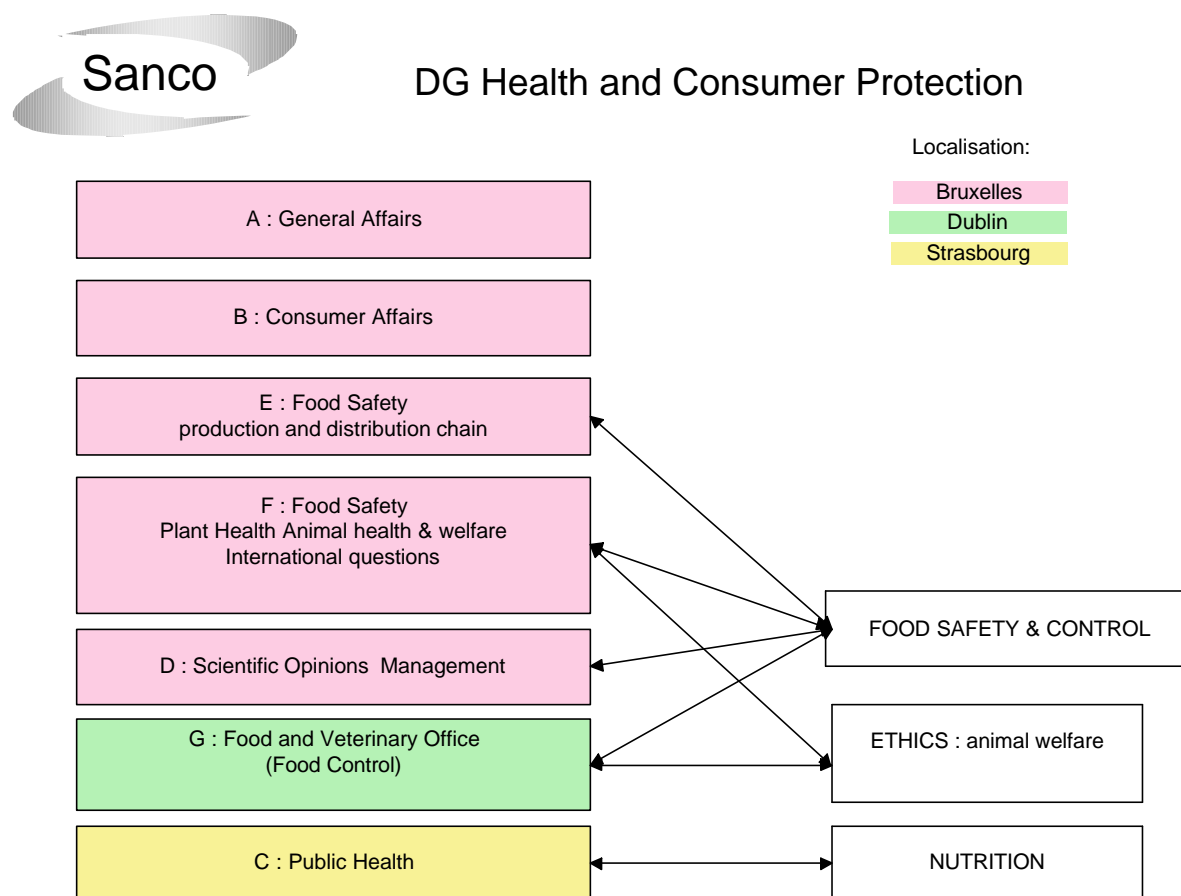 Sanco
DG Health and Consumer Protection
Localisation:
Bruxelles
Dublin
Strasbourg
A : General Affairs
B : Consumer Affairs
E : Food Safety
production and distribution chain
F : Food Safety
Plant Health Animal health & welfare
International questions
D : Scientific Opinions Management
G : Food and Veterinary Office
(Food Control)
C : Public Health
FOOD SAFETY & CONTROL
ETHICS : animal welfare
NUTRITION